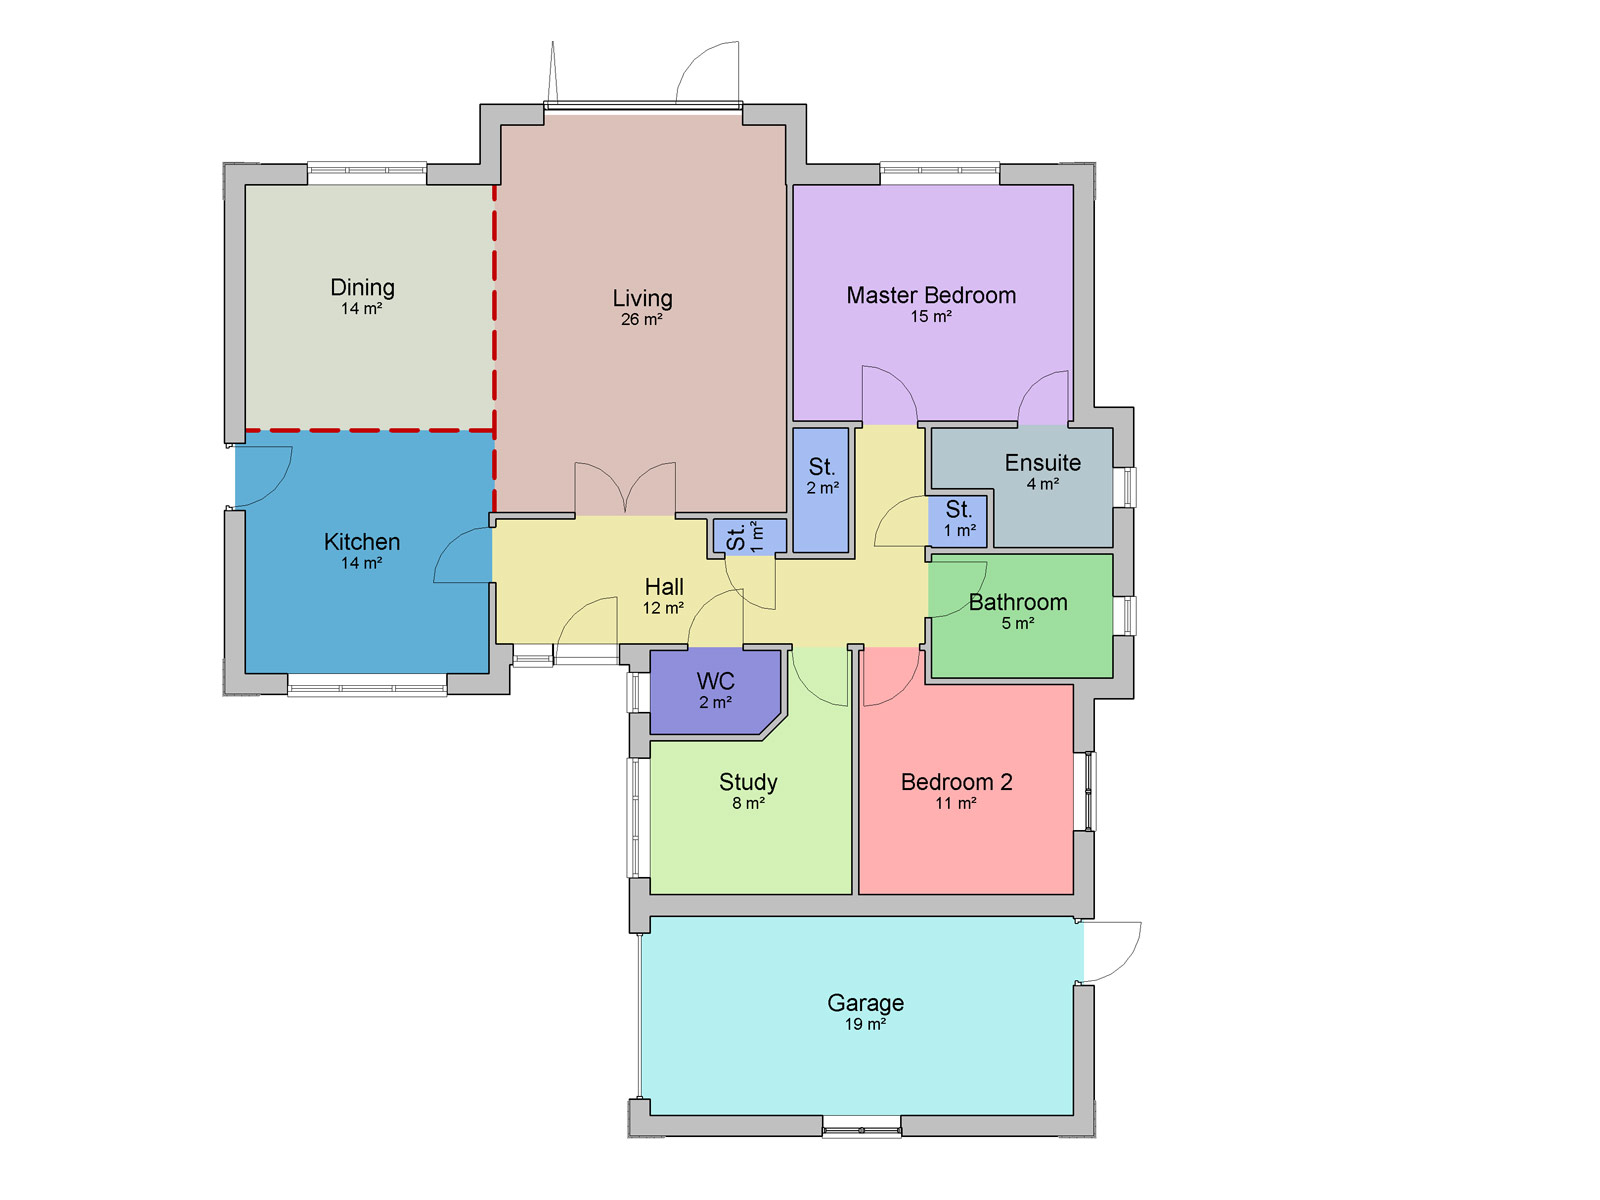 Dining
14 m²
Living
26 m²
Master Bedroom
15 m²
St.
2 m²
Ensuite
4 m²
St.
1 m²
St.
1 m²
Kitchen
14 m²
Hall
12 m²
Bathroom
5 m²
WC
2 m²
Study
8 m²
Bedroom 2
11 m²
Garage
19 m²